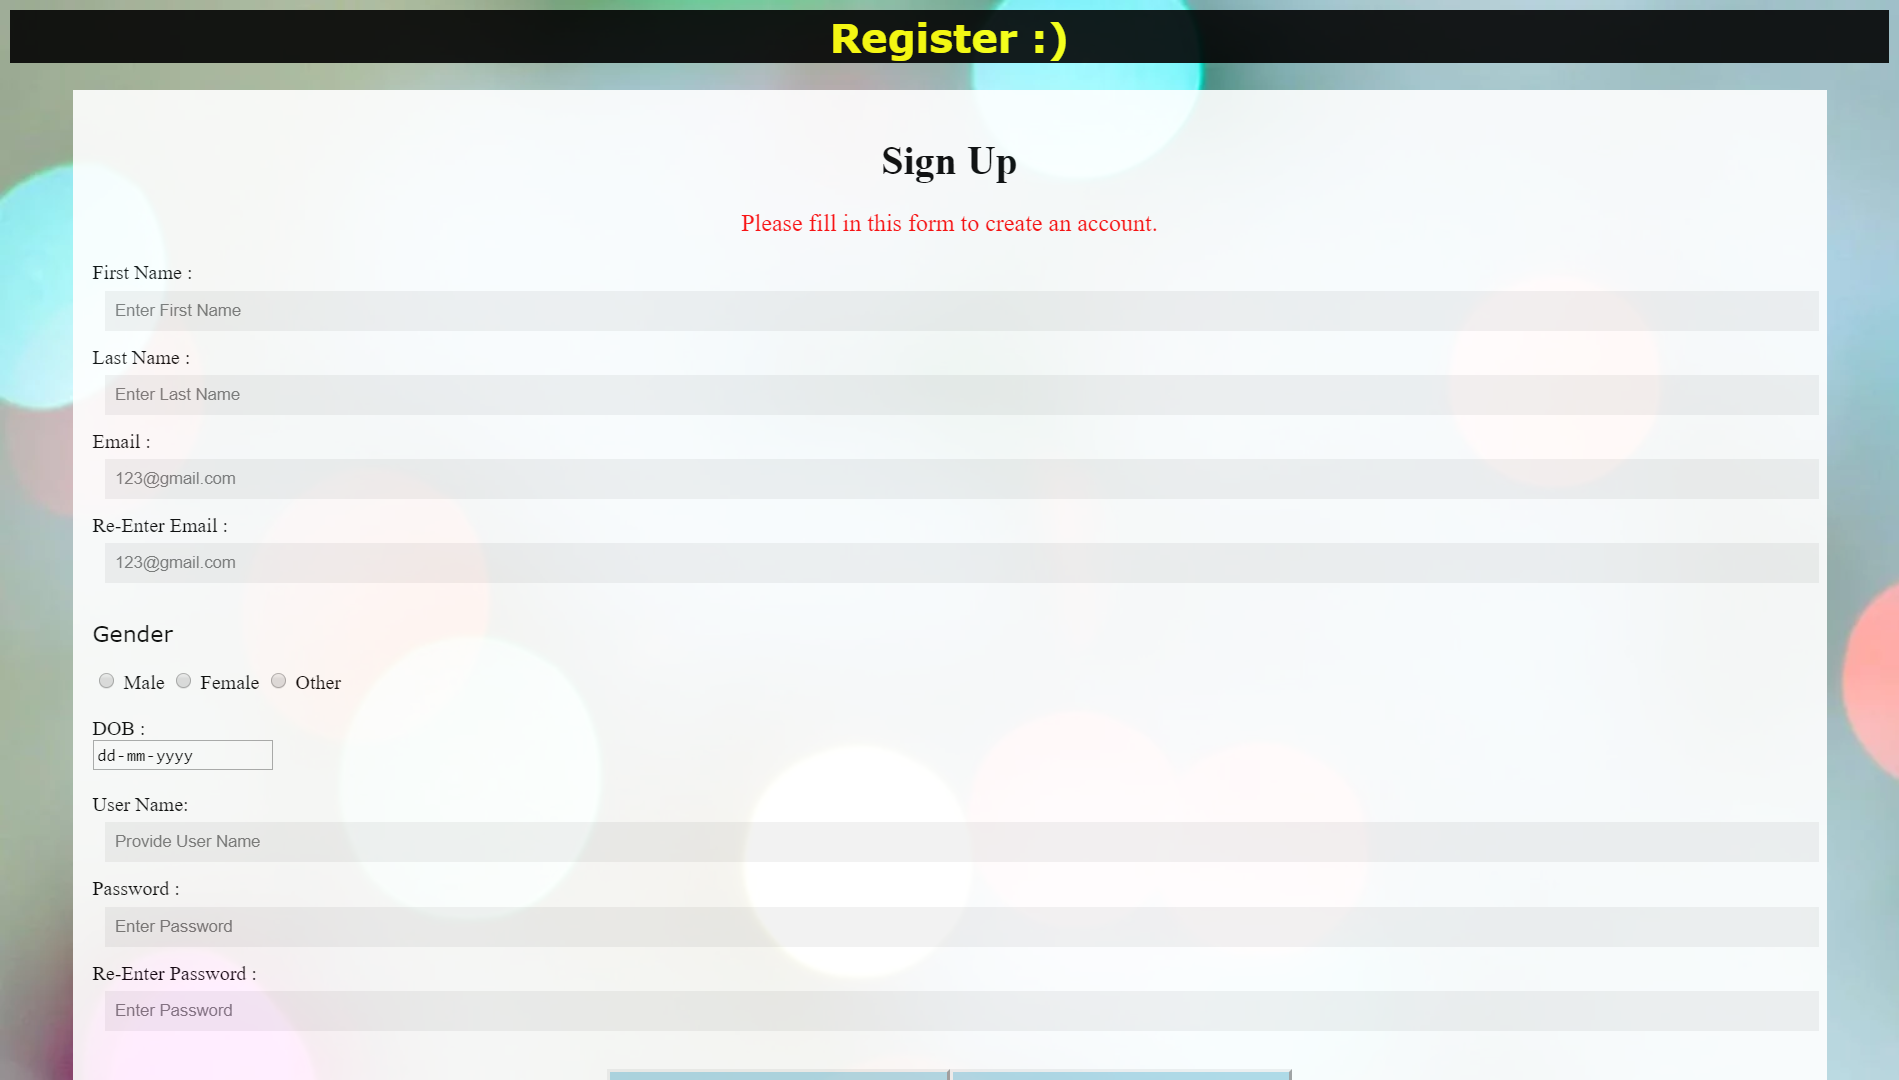 Register :)
Sign Up
Please fill in this form to create an account.
First Name :
Enter First Name
Last Name :
Enter Last Name
Email :
123@gmail.com
Re-Enter Email :
123@gmail.com
Gender
Male Female Other
DOB :
dd-mm-yyyy
User Name:
Provide User Name
Password :
Enter Password
Re-Enter Password :
Enter Password